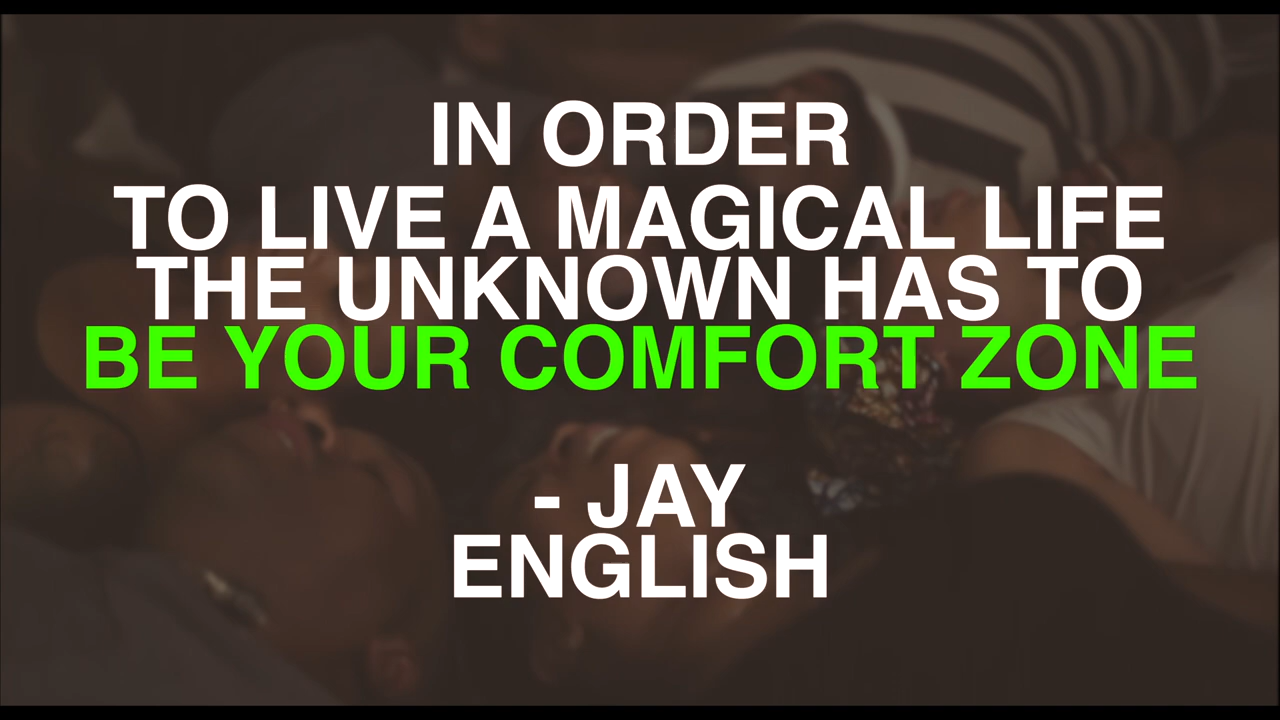 IN ORDER
TO LIVE A MAGICAL LIFE
THE UNKNOWN HAS TO
BE YOUR COMFORT ZONE
- JAY
ENGLISH